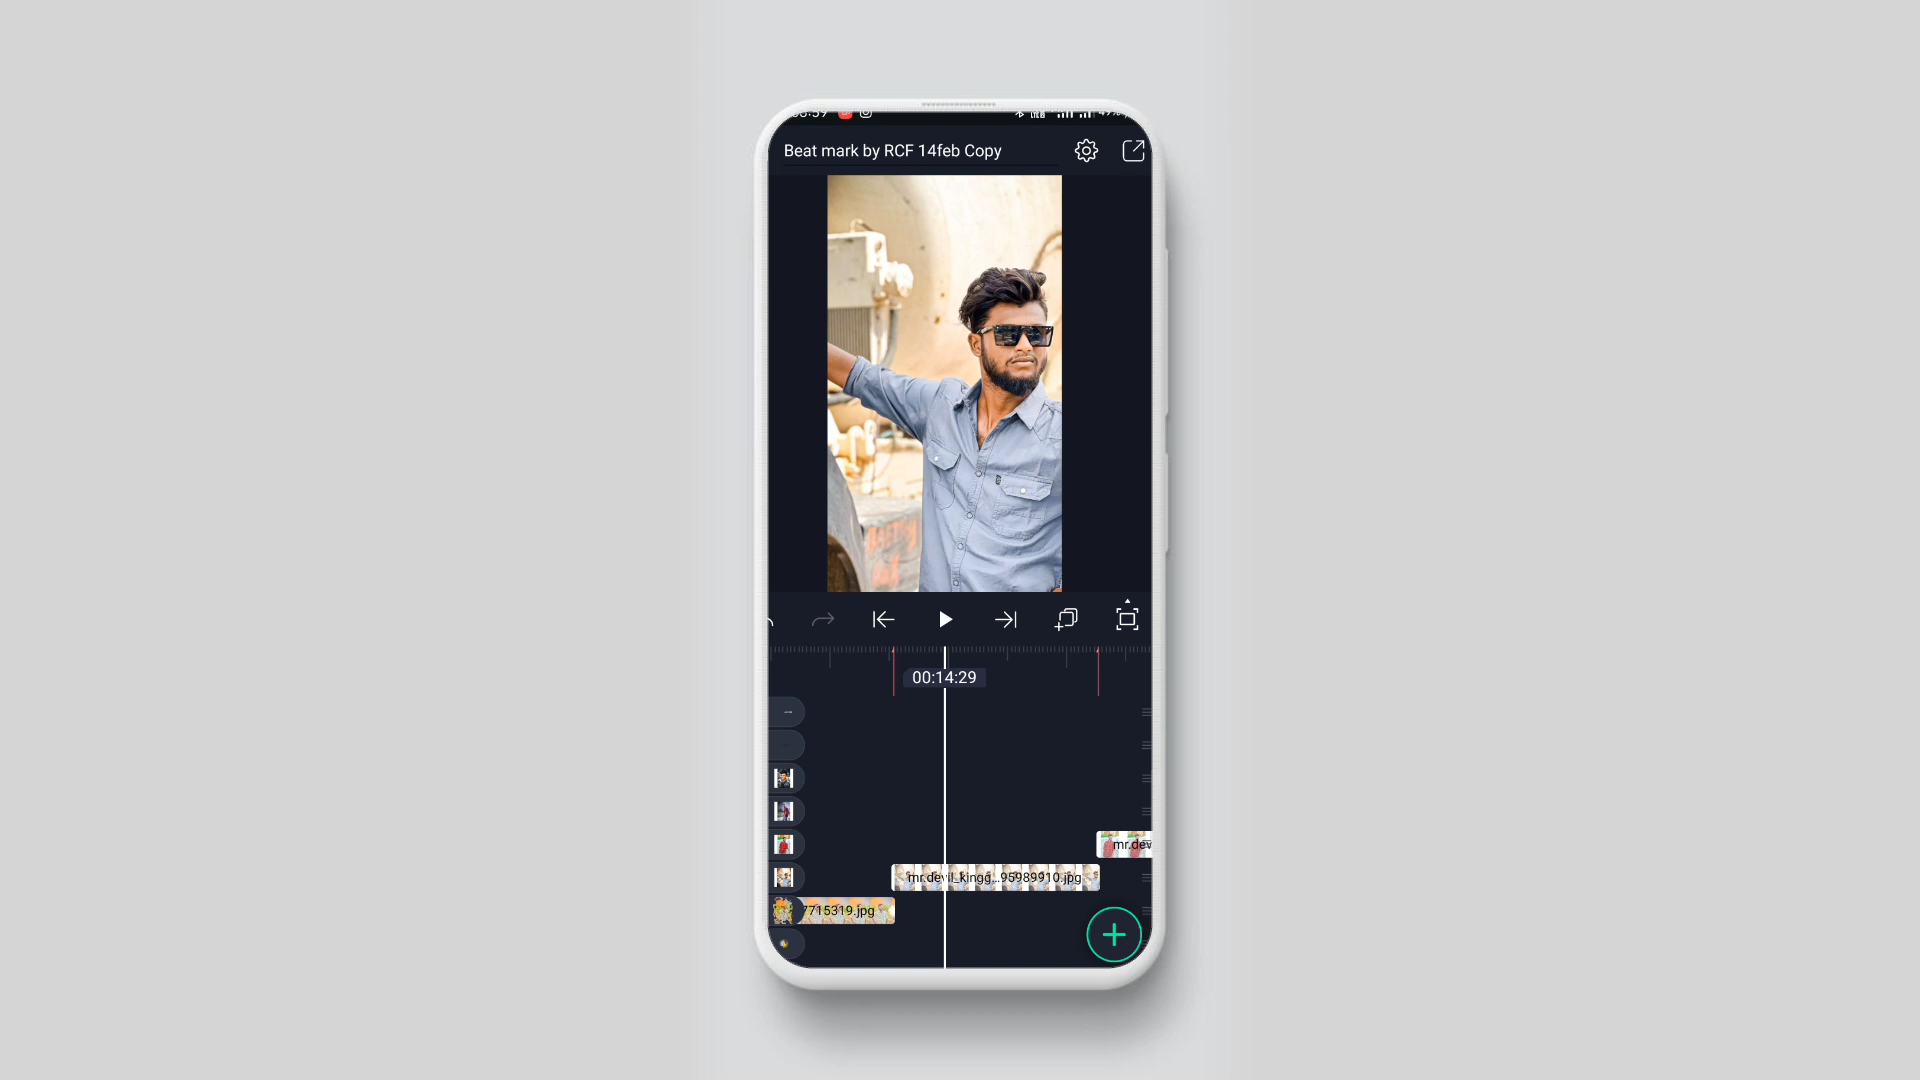 Beat mark by RCF 14feb Copy
00:14:29
mr.dev
mr.devil_kingg...95989910.jpg
7715319.jpg